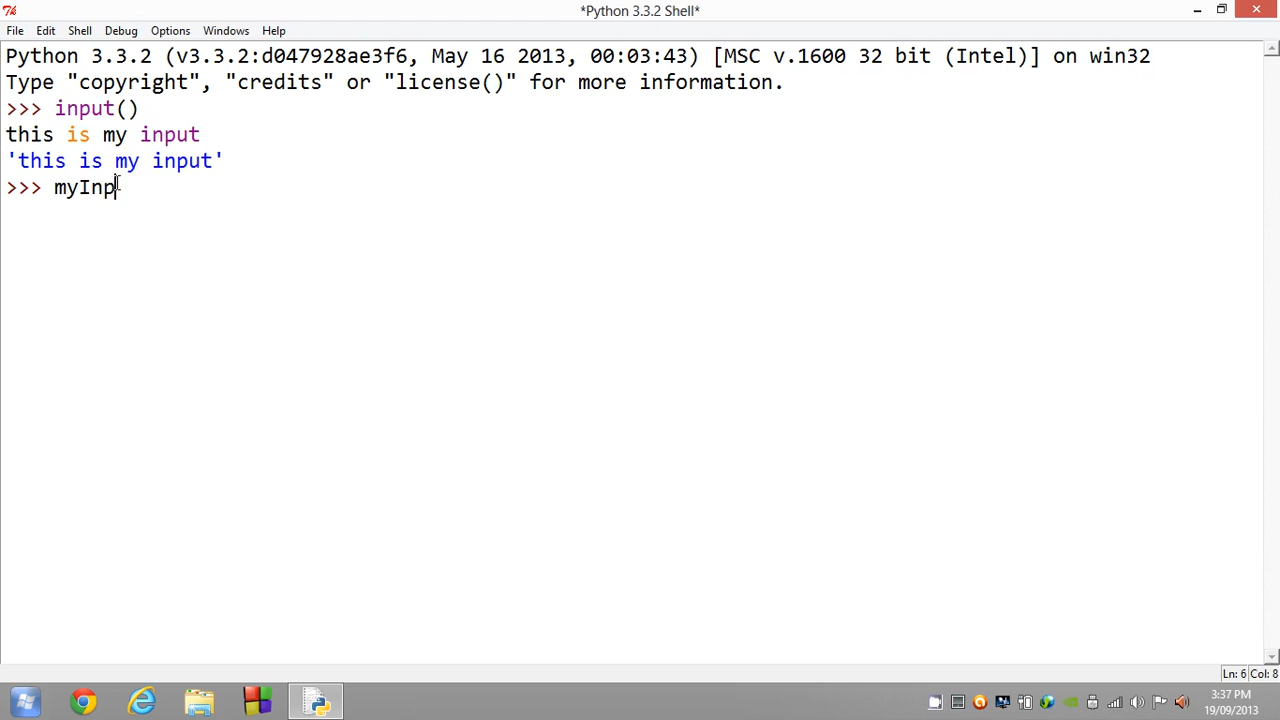 *Python 3.3.2 Shell*
File Edit Shell Debug Options Windows Help
Python 3.3.2 (v3.3.2:d047928ae3f6, May 16 2013, 00:03:43) [MSC v.1600 32 bit (Intel)] on win32
Type "copyright", "credits" or "license()" for more information.
>>> input()
this is my input
'this is my input'
>>> myInp
Ln: 6 Col: 8
3:37 PM
19/09/2013